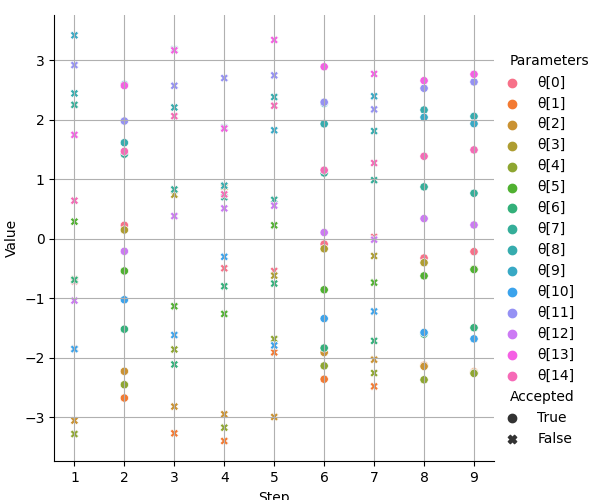 3
2
1
0
−1
−2
−3
Value
1 2 3 4 5 6 7 8 9
Step
Parameters
θ[0]
θ[1]
θ[2]
θ[3]
θ[4]
θ[5]
θ[6]
θ[7]
θ[8]
θ[9]
θ[10]
θ[11]
θ[12]
θ[13]
θ[14]
Accepted
True
False